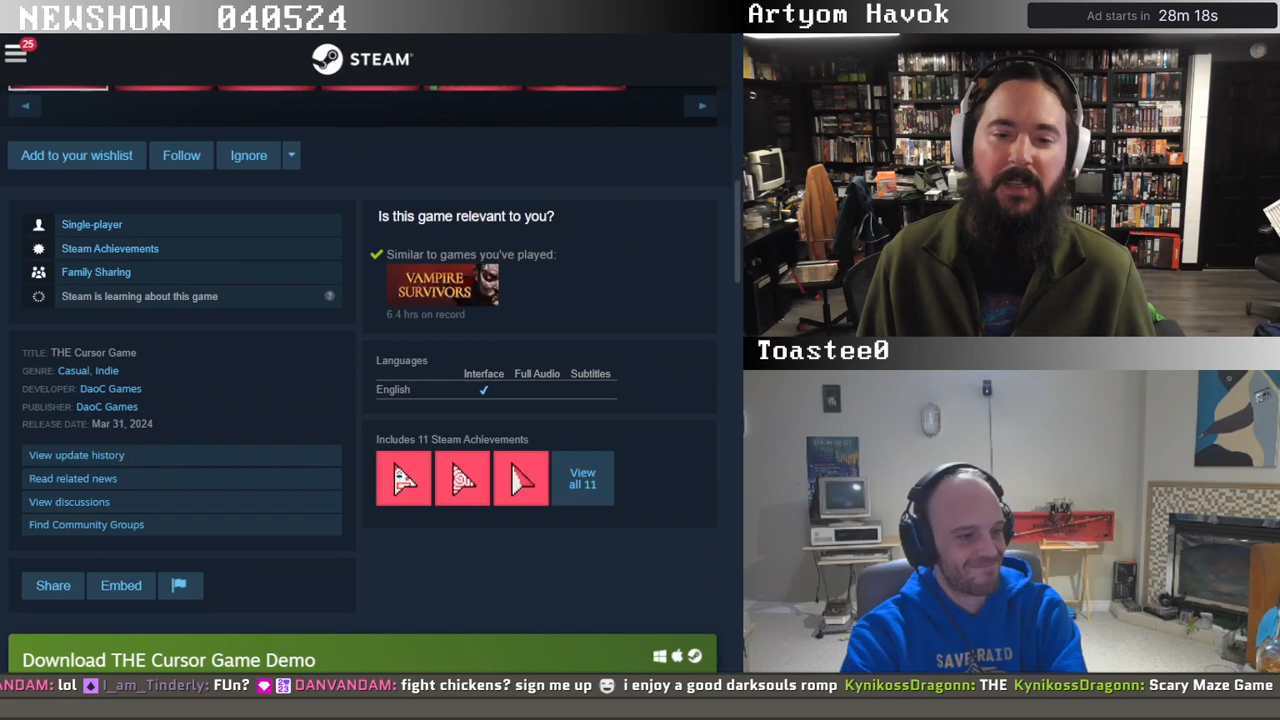 NEWSHOW 040524
Artyom Havok
Ad starts in 28m 18s
25
STEAM
Add to your wishlist
Follow
Ignore
Single-player
Steam Achievements
Family Sharing
Steam is learning about this game
?
Is this game relevant to you?
Similar to games you've played:
VAMPIRE
SURVIVORS
6.4 hrs on record
TITLE: THE Cursor Game
GENRE: Casual, Indie
DEVELOPER: DaoC Games
PUBLISHER: DaoC Games
RELEASE DATE: Mar 31, 2024
Languages
Interface Full Audio Subtitles
English
Includes 11 Steam Achievements
View
all 11
View update history
Read related news
View discussions
Find Community Groups
Share
Embed
Download THE Cursor Game Demo
Toastee0
SAVE RAID
ANDAM: lol I_am_Tinderly: FUn? DANVANDAM: fight chickens? sign me up i enjoy a good darksouls romp KynikossDragonn: THE KynikossDragonn: Scary Maze Game